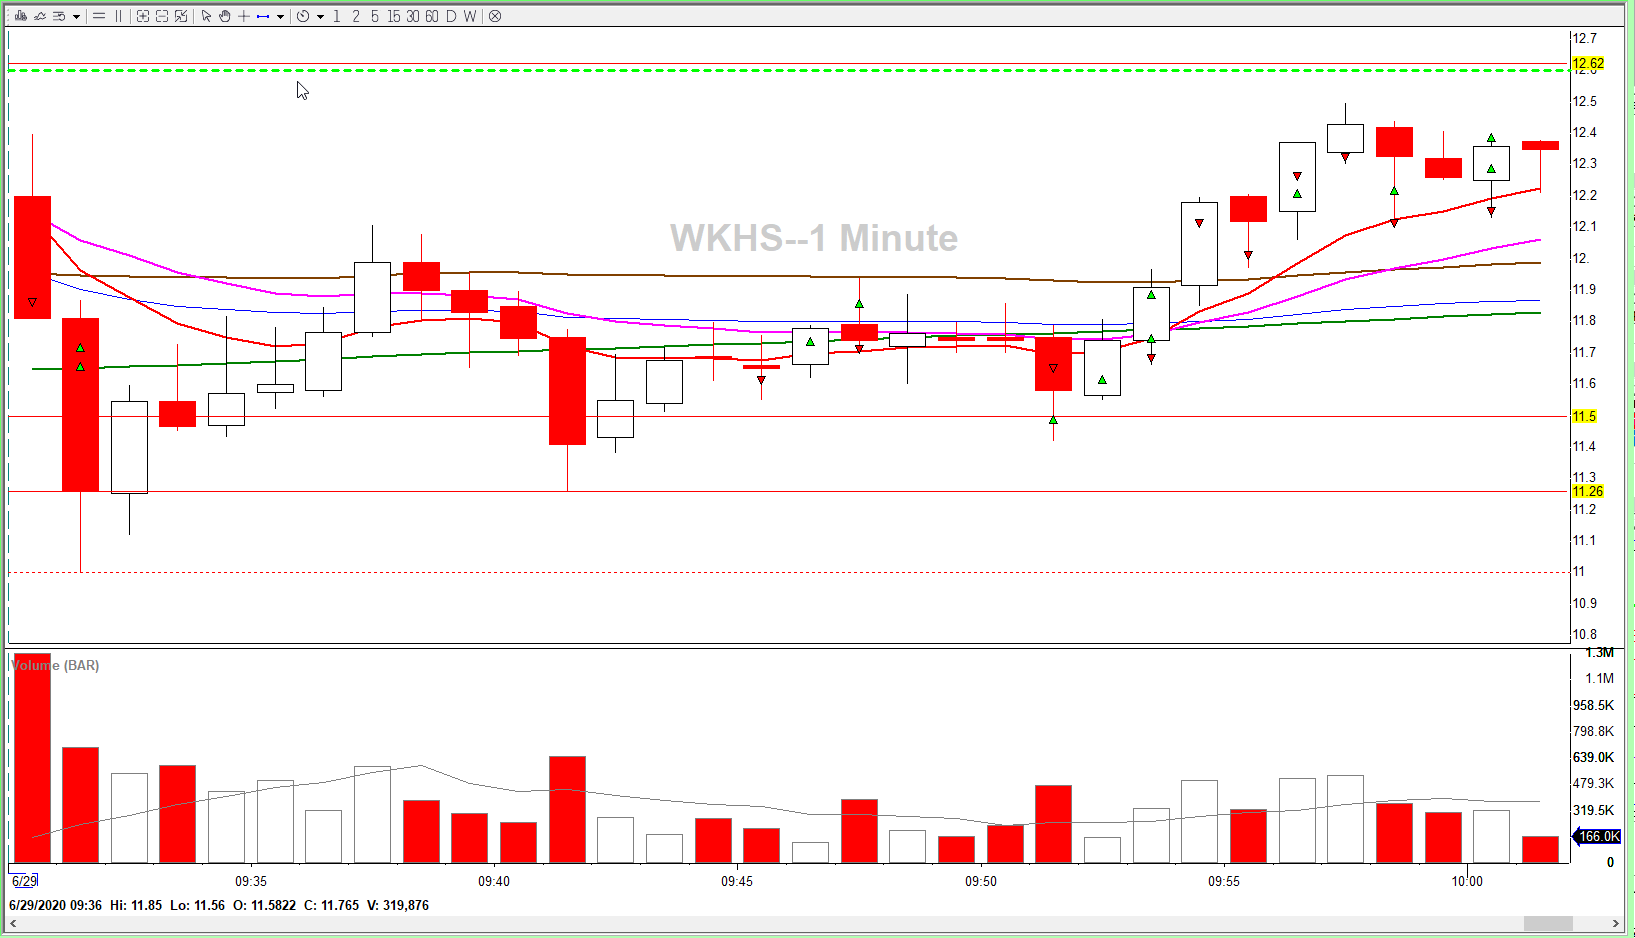 1 2 5 15 30 60 D W
12.7
12.62
12.6
12.5
12.4
12.3
12.2
WKHS--1 Minute
12.1
12
11.9
11.8
11.7
11.6
11.5
11.4
11.3
11.26
11.2
11.1
11
10.9
10.8
Volume (BAR)
1.3M
1.1M
958.5K
798.8K
639.0K
479.3K
319.5K
166.0K
0
6/29 09:35 09:40 09:45 09:50 09:55 10:00
6/29/2020 09:36 Hi: 11.85 Lo: 11.56 O: 11.5822 C: 11.765 V: 319,876